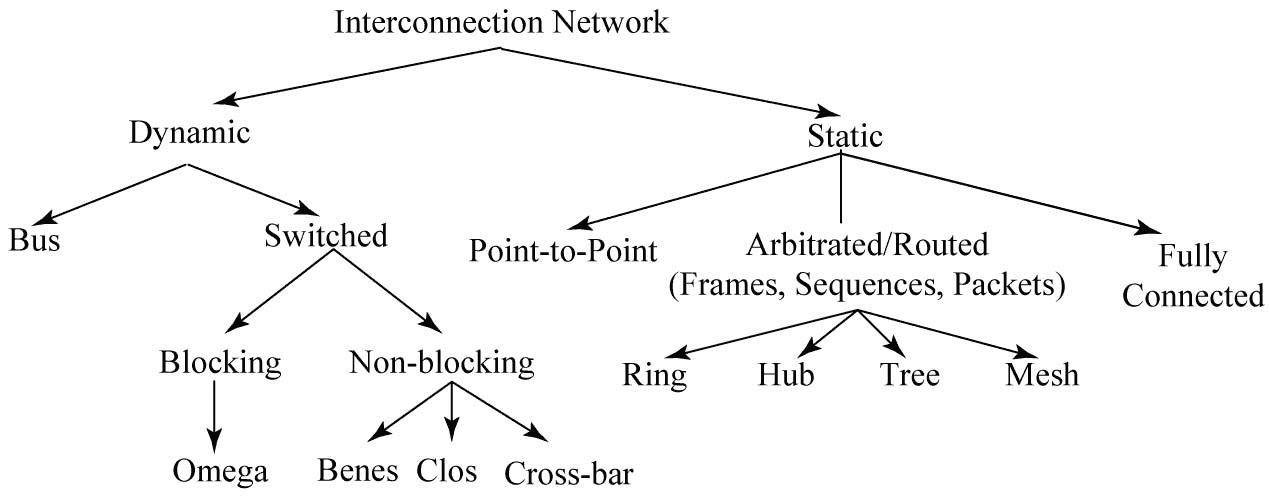 Interconnection Network
Dynamic
Static
Bus
Switched
Point-to-Point
Arbitrated/Routed
(Frames, Sequences, Packets)
Fully
Connected
Blocking
Non-blocking
Ring
Hub
Tree
Mesh
Omega
Benes
Clos
Cross-bar